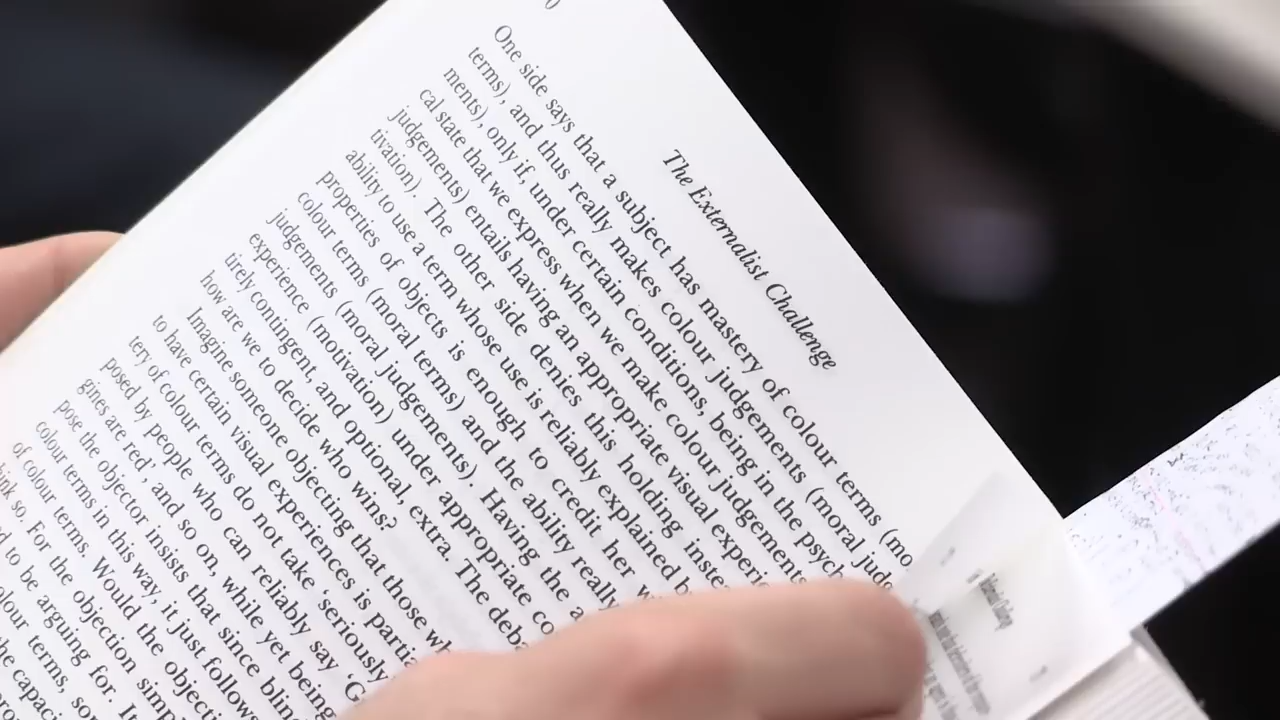 The Externalist Challenge
One side says that a subject has mastery of colour terms (mo
terms), and thus really makes colour judgements (moral judg
ments), only if, under certain conditions, being in the psych
cal state that we express when we make colour judgements
judgements) entails having an appropriate visual experi
tivation). The other side denies this holding inste
ability to use a term whose use is reliably explained b
properties of objects is enough to credit her w
colour terms (moral terms) and the ability really
judgements (moral judgements). Having the a
experience (motivation) under appropriate co
tirely contingent, and optional, extra. The deba
how are we to decide who wins?
Imagine someone objecting that those wh
to have certain visual experiences is partia
tery of colour terms do not take 'seriously
posed by people who can reliably say 'G
gines are red', and so on, while yet being
pose the objector insists that since blin
colour terms in this way, it just follows
of colour terms. Would the objecti
hink so. For the objection simp
d to be arguing for. It
olour terms, so
he capaci